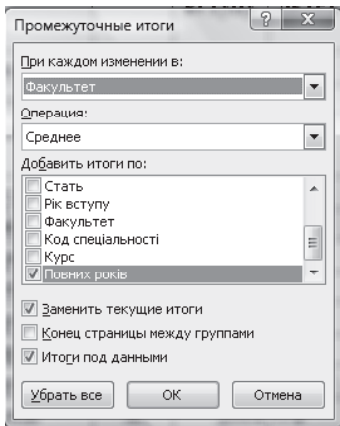 Промежуточные итоги
При каждом изменении в:
Факультет
Операция:
Среднее
Добавить итоги по:
Стать
Рік вступу
Факультет
Код спеціальності
Курс
Повних років
Заменить текущие итоги
Конец страницы между группами
Итоги под данными
Убрать все
ОК
Отмена